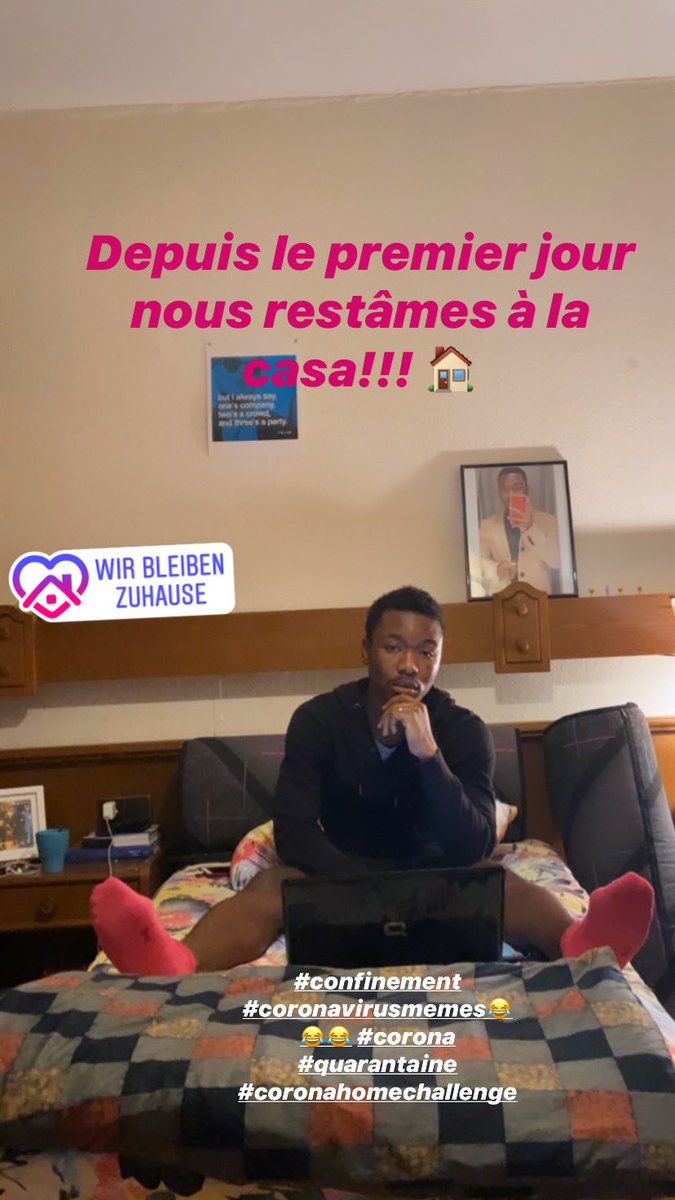 Depuis le premier jour
nous restâmes à la
casa!!! 🏠
but I always say,
one's company,
two's a crowd,
and three's a party.
WIR BLEIBEN
ZUHAUSE
#confinement
#coronavirusmemes😂
😂😂 #corona
#quarantaine
#coronahomechallenge